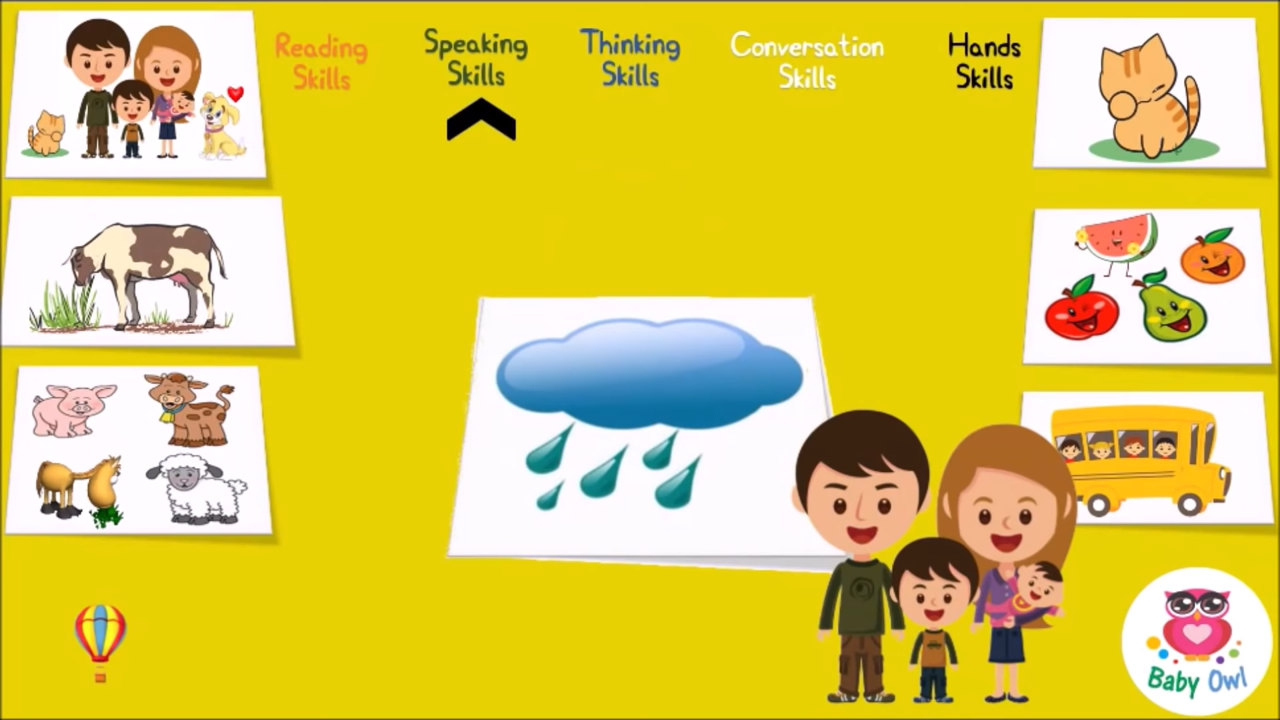 Reading
Skills
Speaking
Skills
Thinking
Skills
Conversation
Skills
Hands
Skills
Baby Owl